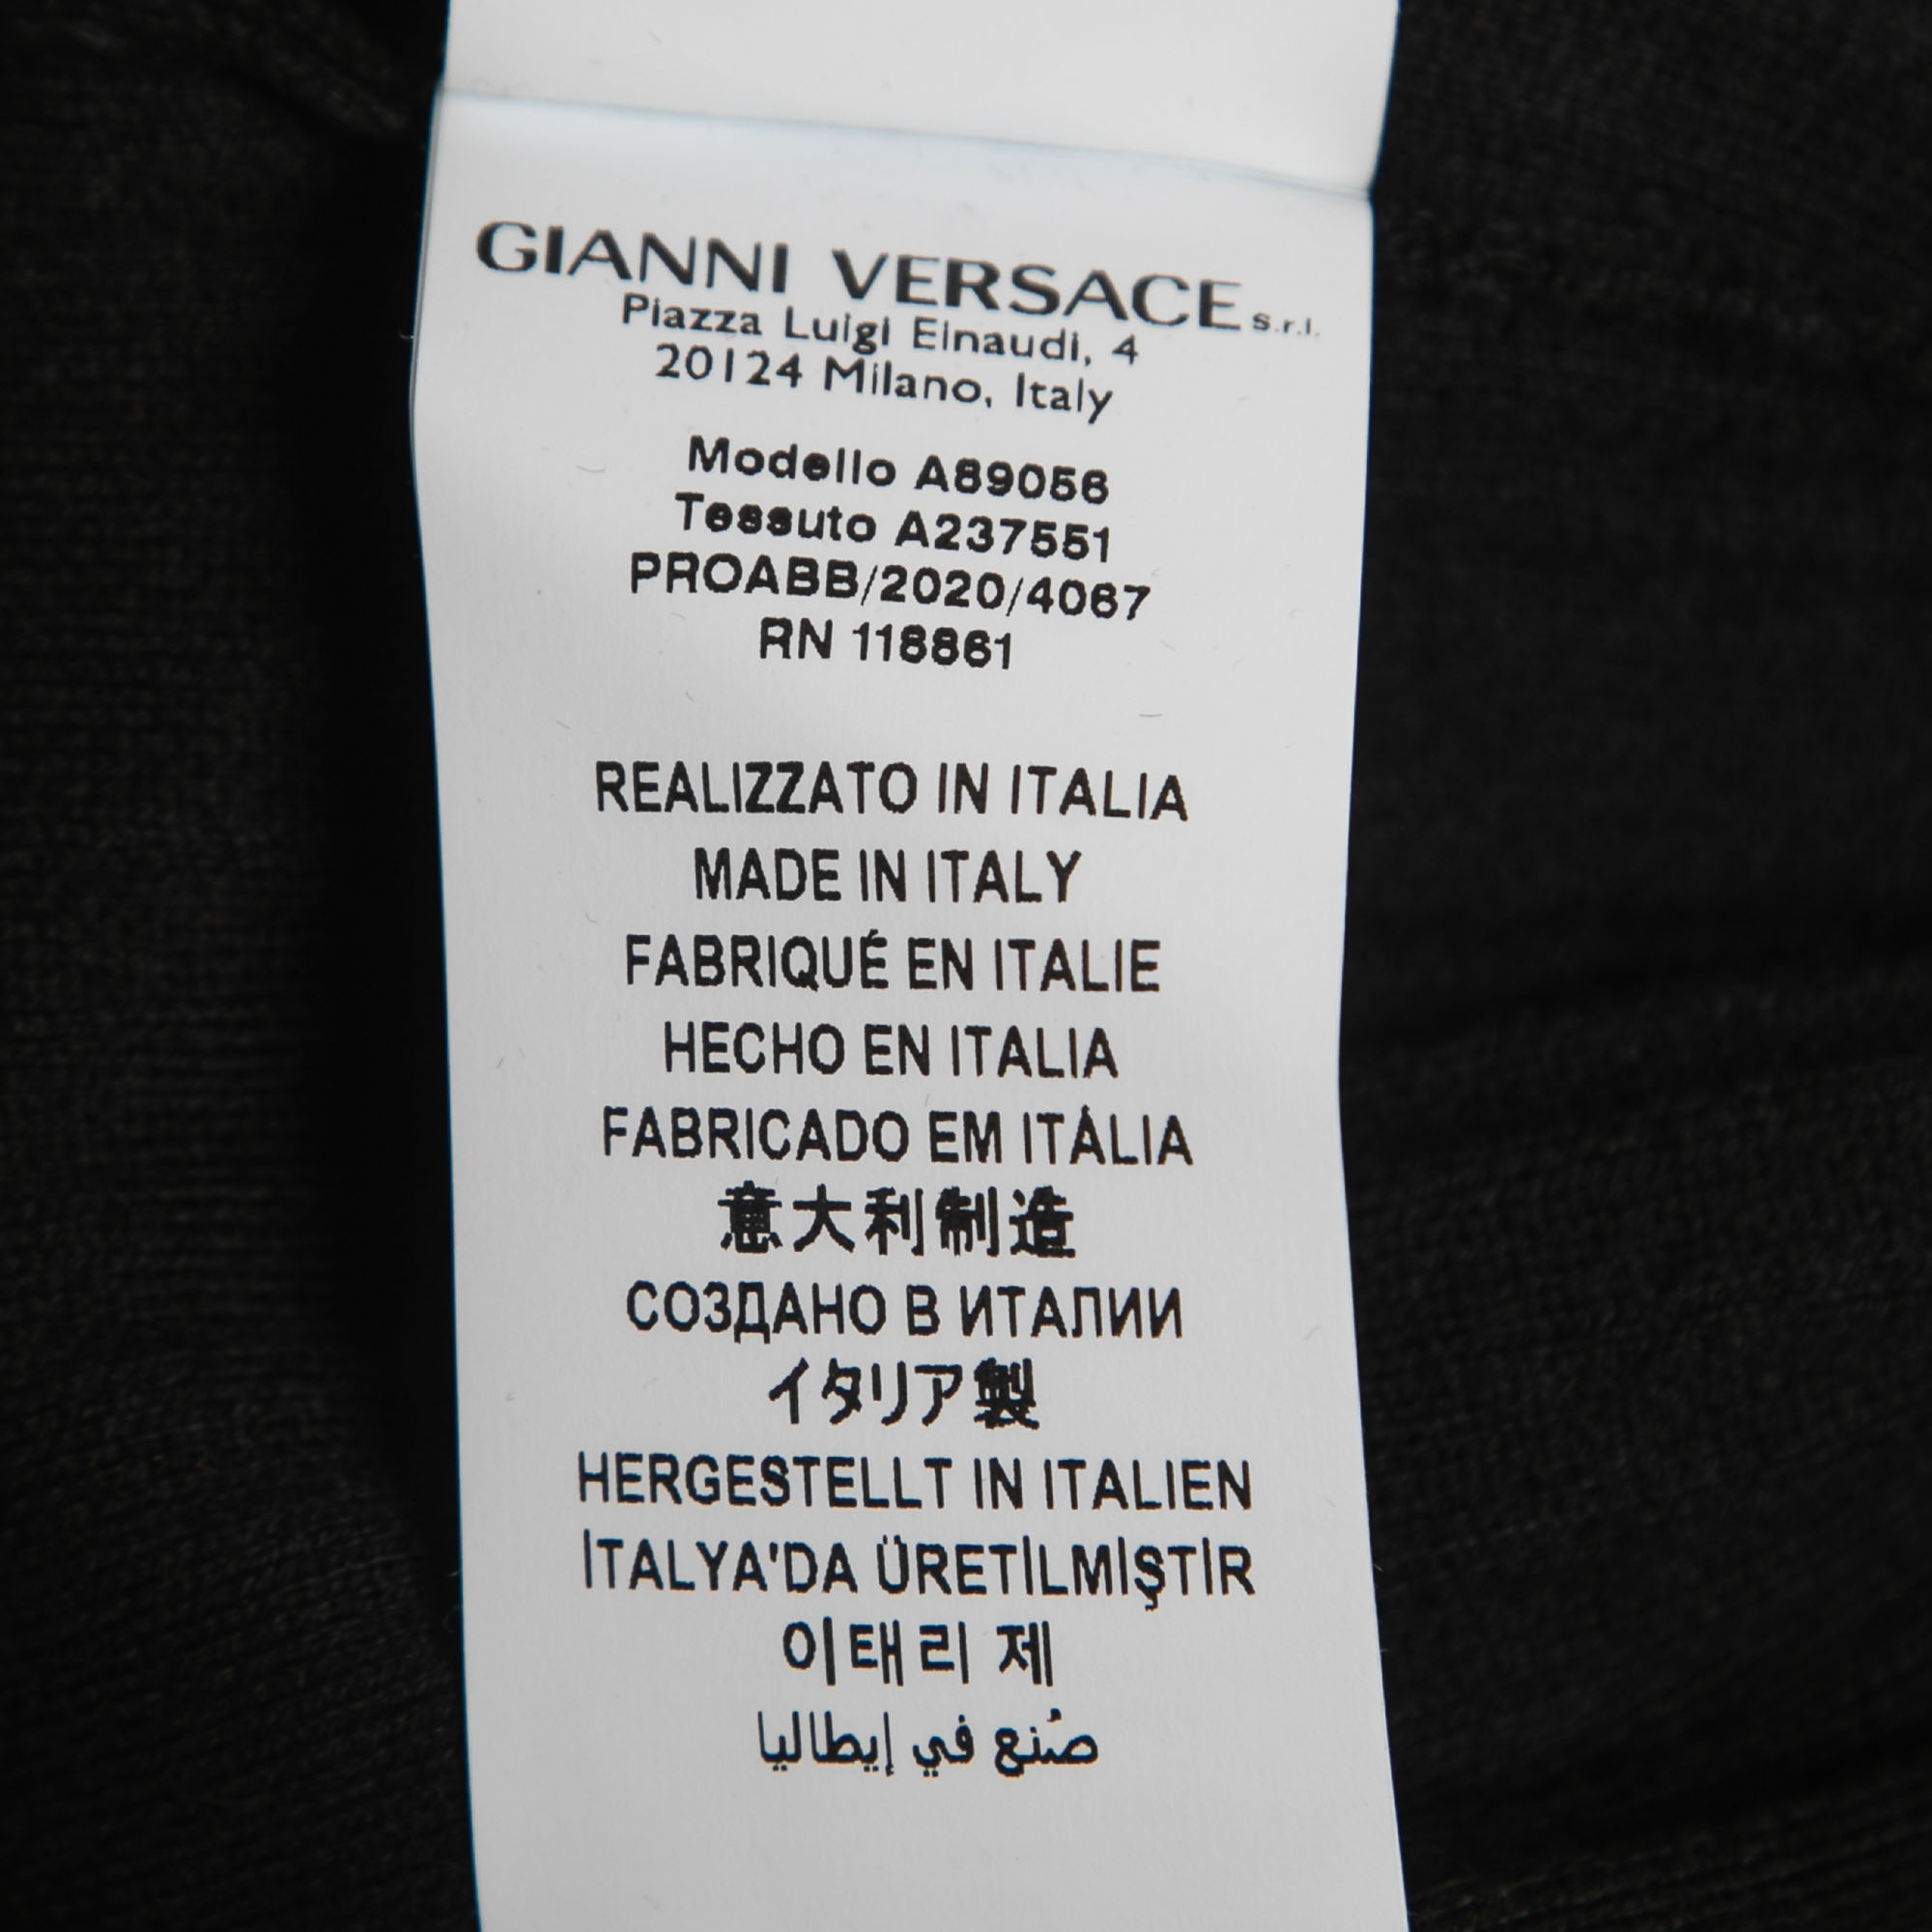 GIANNI VERSACE s.r.l.
Piazza Luigi Einaudi, 4
20124 Milano, Italy
Modello A89056
Tessuto A237551
PROABB/2020/4067
RN 118861
REALIZZATO IN ITALIA
MADE IN ITALY
FABRIQUÉ EN ITALIE
HECHO EN ITALIA
FABRICADO EM ITÁLIA
意大利制造
СОЗДАНО В ИТАЛИИ
イタリア製
HERGESTELLT IN ITALIEN
İTALYA'DA ÜRETİLMİŞTİR
이태리 제
صُنع في إيطاليا